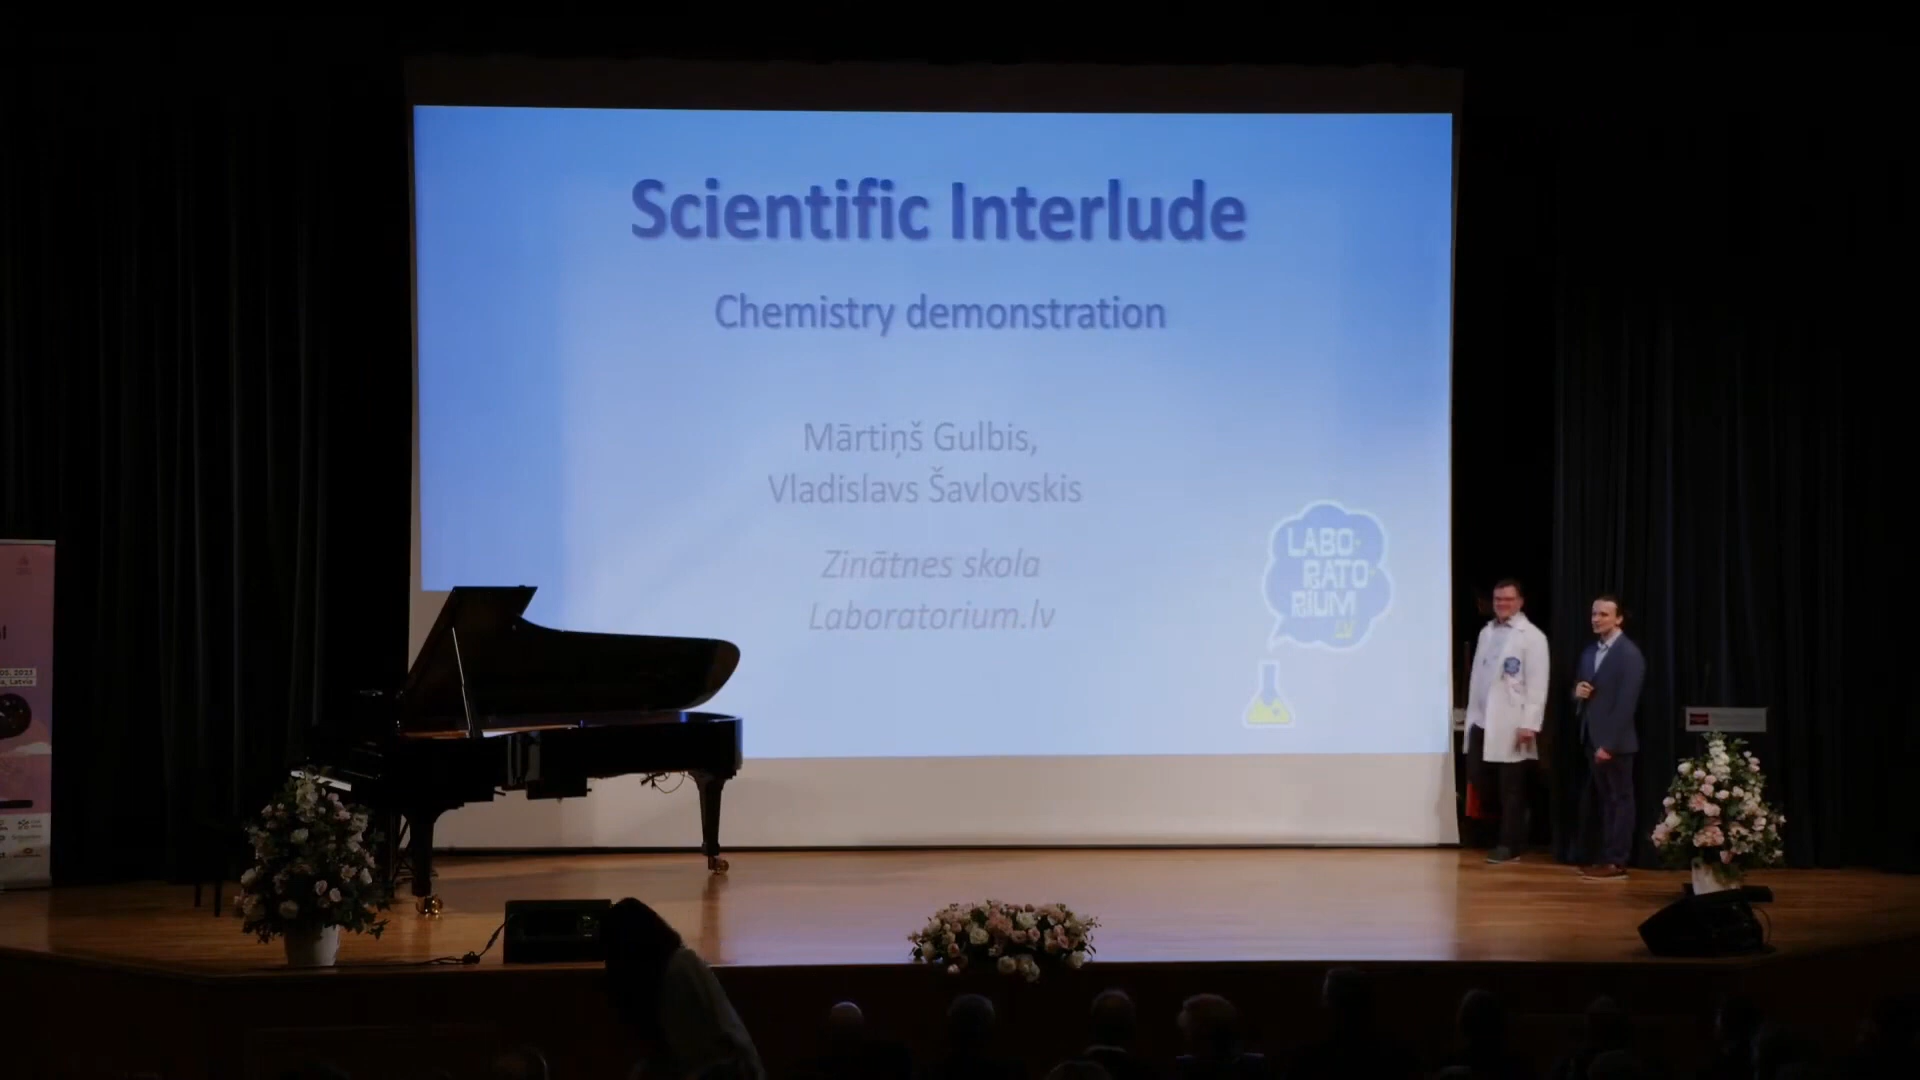 Scientific Interlude
Chemistry demonstration
Mārtiņš Gulbis,
Vladislavs Šavlovskis
Zinātnes skola
Laboratorium.lv
LABO-
RATO-
RIUM
LV